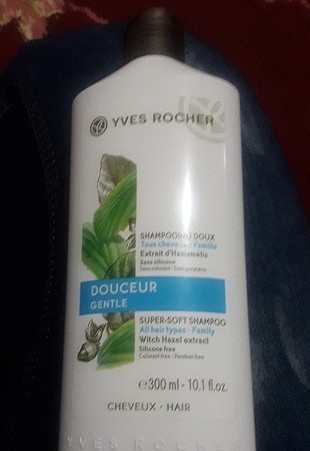 YVES ROCHER
SHAMPOOING DOUX
Tous cheveux - Famille
Extrait d'Hamamélis
Sans silicone
Sans colorant - Sans parabène
DOUCEUR
GENTLE
SUPER-SOFT SHAMPOO
All hair types - Family
Witch Hazel extract
Silicone free
Colorant free - Paraben free
℮300 ml - 10.1 fl.oz.
CHEVEUX • HAIR
YVES ROCHER